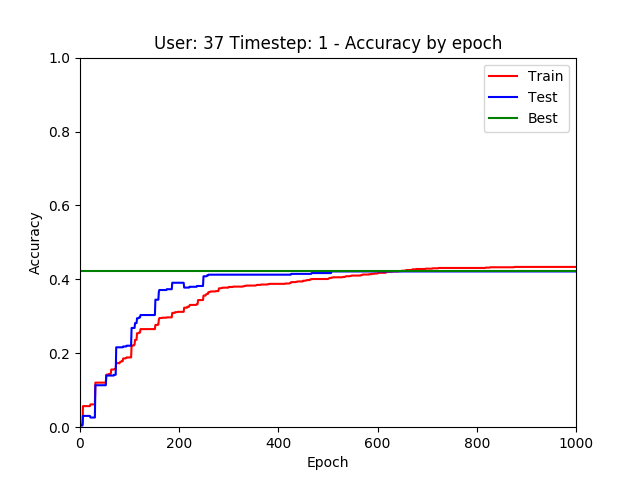 User: 37 Timestep: 1 - Accuracy by epoch
1.0
Train
Test
Best
0.8
0.6
0.4
0.2
0.0
Accuracy
0 200 400 600 800 1000
Epoch